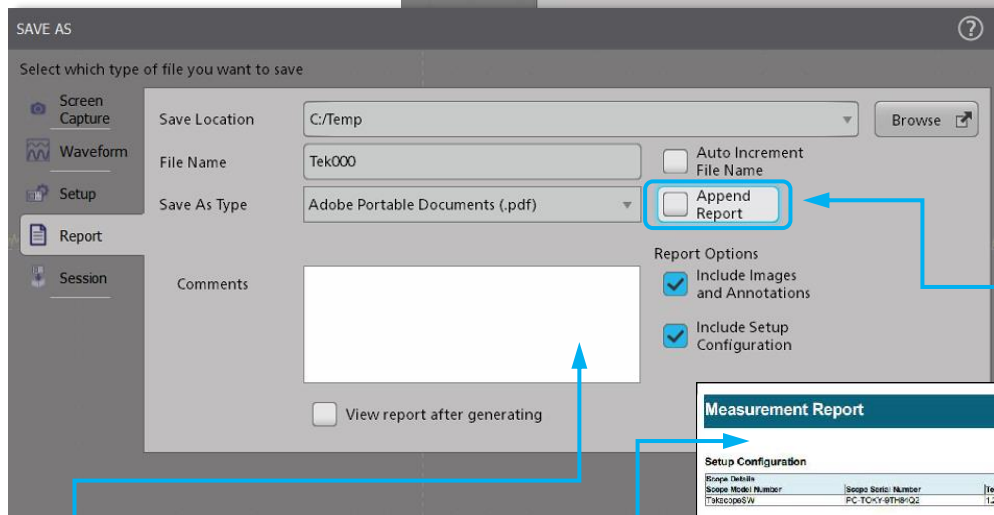 SAVE AS
Select which type of file you want to save
Screen
Capture
Waveform
Setup
Report
Session
Save Location
C:/Temp
Browse
File Name
Tek000
Auto Increment
File Name
Save As Type
Adobe Portable Documents (.pdf)
Append
Report
Report Options
Comments
Include Images
and Annotations
Include Setup
Configuration
View report after generating
Measurement Report
Setup Configuration
Scope Details
Scope Model Number
Scope Serial Number
TekscopeSW